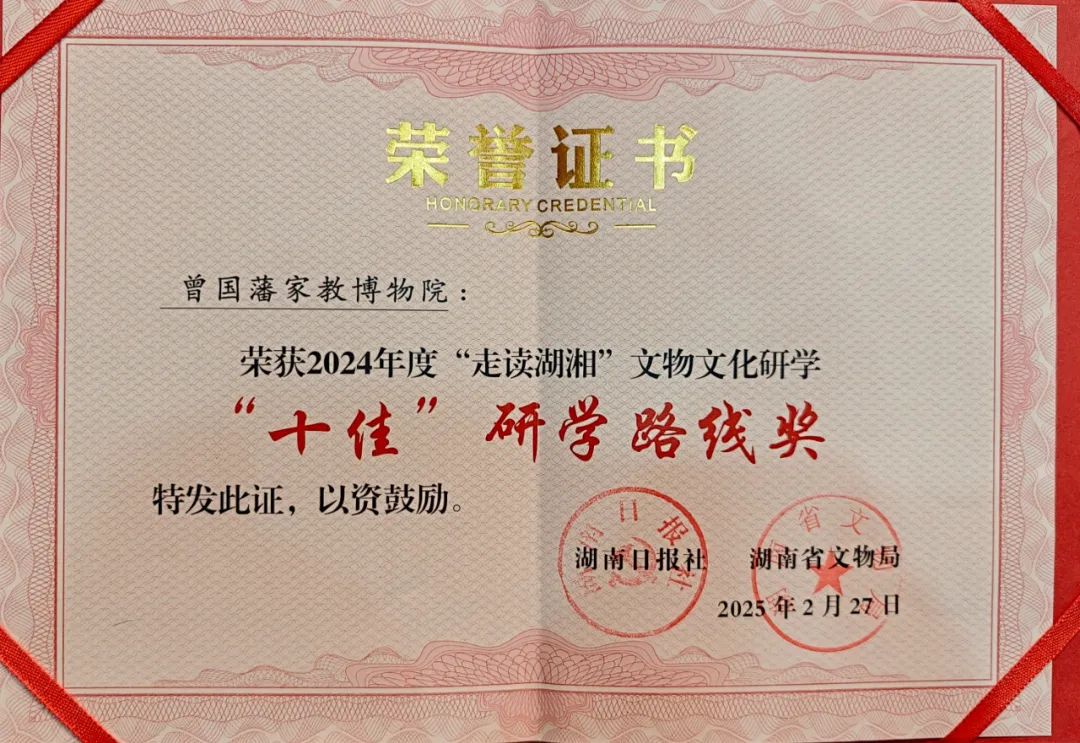 荣誉证书
HONORARY CREDENTIAL
曾国藩家教博物院：
荣获2024年度“走读湖湘”文物文化研学
“十佳”研学路线奖
特发此证，以资鼓励。
湖南日报社 湖南省文物局
2025年2月27日